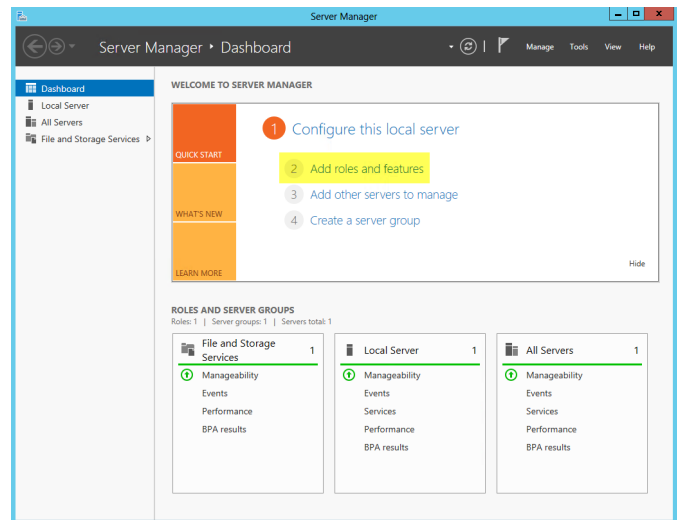 Server Manager
Server Manager ‣ Dashboard
Manage Tools View Help
Dashboard
Local Server
All Servers
File and Storage Services
WELCOME TO SERVER MANAGER
QUICK START
WHAT'S NEW
LEARN MORE
1 Configure this local server
2 Add roles and features
3 Add other servers to manage
4 Create a server group
Hide
ROLES AND SERVER GROUPS
Roles: 1 | Server groups: 1 | Servers total: 1
File and Storage
Services 1
Manageability
Events
Performance
BPA results
Local Server 1
Manageability
Events
Services
Performance
BPA results
All Servers 1
Manageability
Events
Services
Performance
BPA results